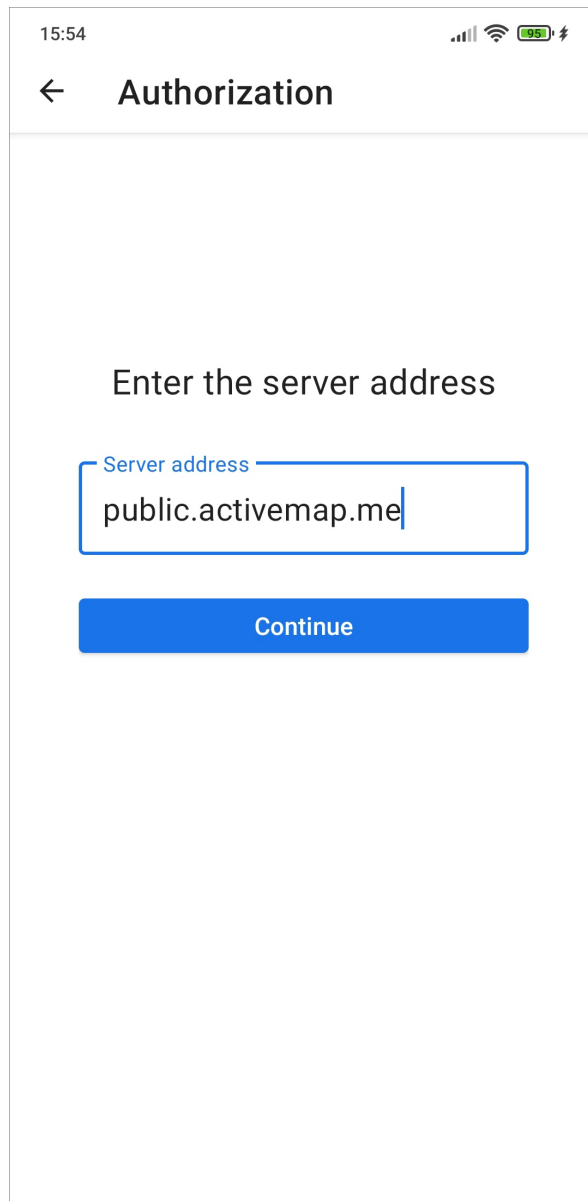 15:54
95
Authorization
Enter the server address
Server address
public.activemap.me
Continue